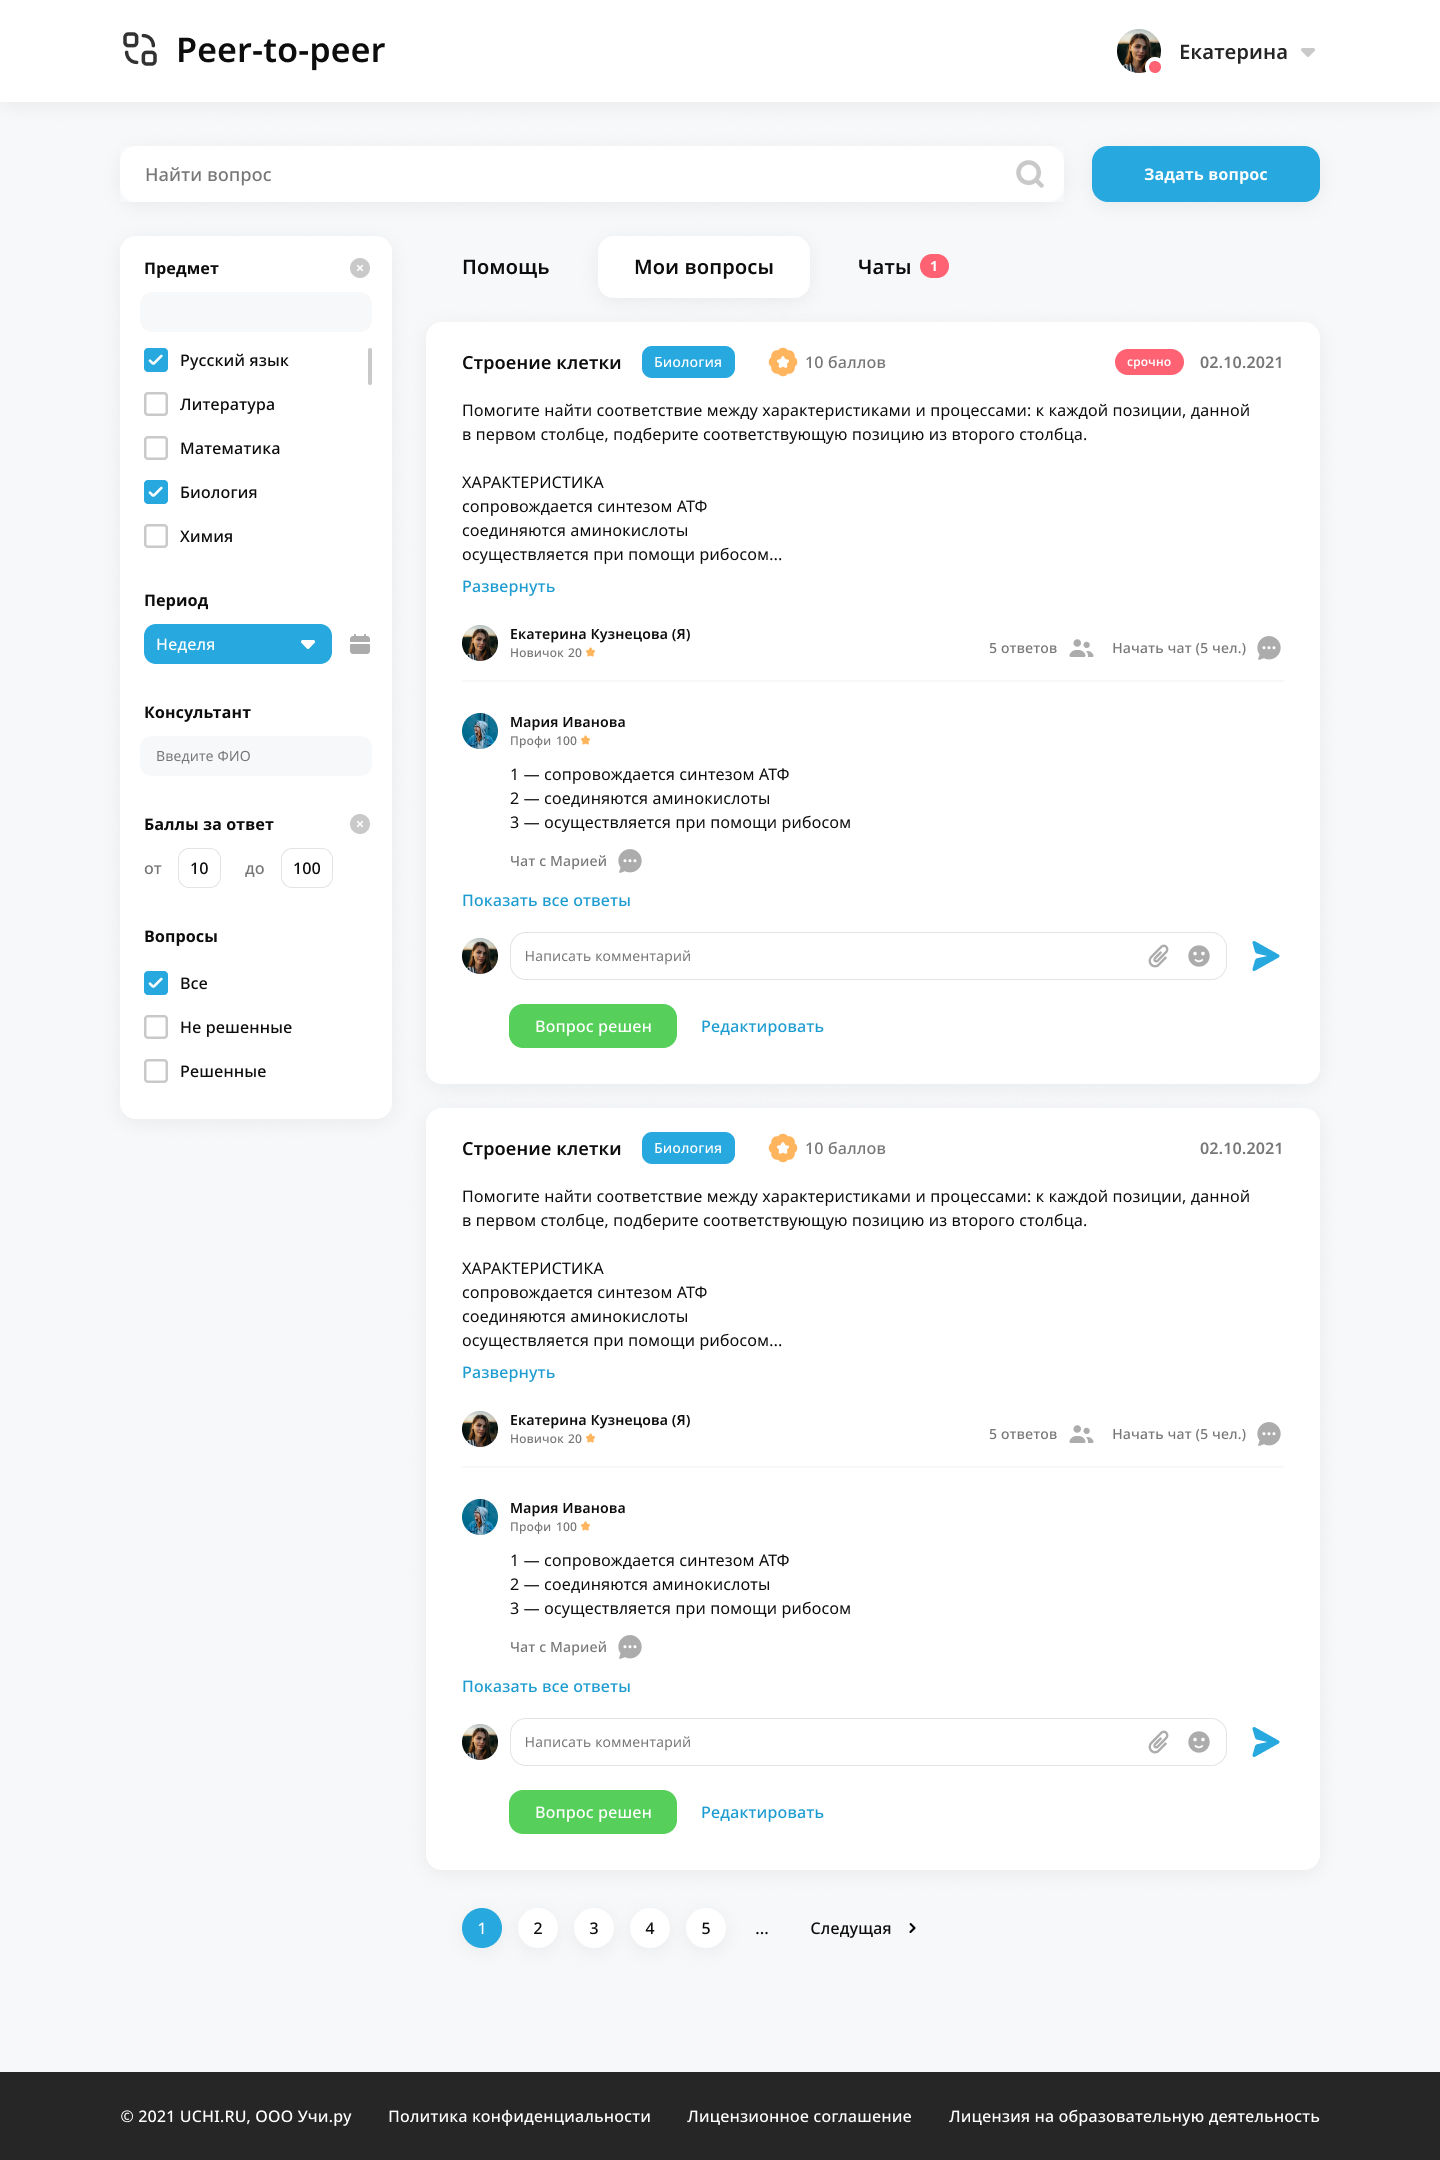 Peer-to-peer
Екатерина
Найти вопрос
Задать вопрос
Предмет
Русский язык
Литература
Математика
Биология
Химия
Период
Неделя
Консультант
Введите ФИО
Баллы за ответ
от 10 до 100
Вопросы
Все
Не решенные
Решенные
Помощь
Мои вопросы
Чаты 1
Строение клетки Биология 10 баллов срочно 02.10.2021
Помогите найти соответствие между характеристиками и процессами: к каждой позиции, данной
в первом столбце, подберите соответствующую позицию из второго столбца.
ХАРАКТЕРИСТИКА
сопровождается синтезом АТФ
соединяются аминокислоты
осуществляется при помощи рибосом...
Развернуть
Екатерина Кузнецова (Я)
Новичок 20
5 ответов Начать чат (5 чел.)
Мария Иванова
Профи 100
1 — сопровождается синтезом АТФ
2 — соединяются аминокислоты
3 — осуществляется при помощи рибосом
Чат с Марией
Показать все ответы
Написать комментарий
Вопрос решен Редактировать
Строение клетки Биология 10 баллов 02.10.2021
Помогите найти соответствие между характеристиками и процессами: к каждой позиции, данной
в первом столбце, подберите соответствующую позицию из второго столбца.
ХАРАКТЕРИСТИКА
сопровождается синтезом АТФ
соединяются аминокислоты
осуществляется при помощи рибосом...
Развернуть
Екатерина Кузнецова (Я)
Новичок 20
5 ответов Начать чат (5 чел.)
Мария Иванова
Профи 100
1 — сопровождается синтезом АТФ
2 — соединяются аминокислоты
3 — осуществляется при помощи рибосом
Чат с Марией
Показать все ответы
Написать комментарий
Вопрос решен Редактировать
1 2 3 4 5 ... Следущая
© 2021 UCHI.RU, ООО Учи.ру Политика конфиденциальности Лицензионное соглашение Лицензия на образовательную деятельность